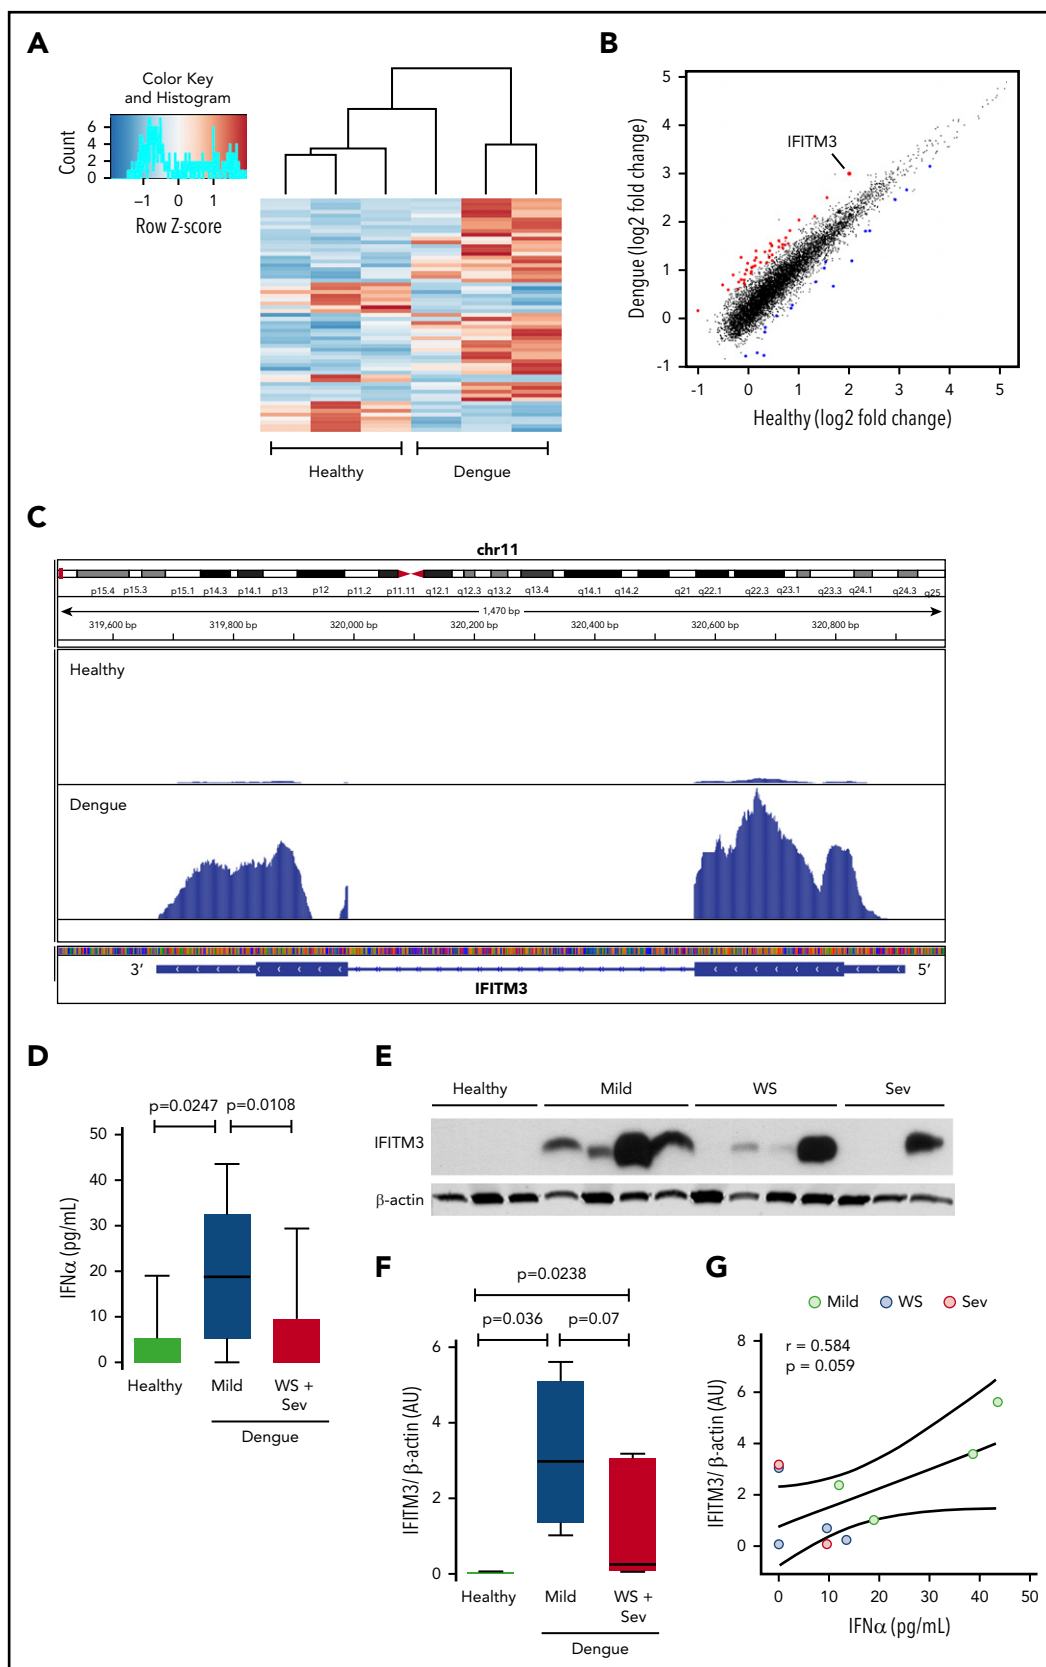 A
Color Key
and Histogram
Count
6
4
2
0
−1 0 1
Row Z-score
Healthy
Dengue
B
IFITM3
Dengue (log2 fold change)
5
4
3
2
1
0
-1
-1 0 1 2 3 4 5
Healthy (log2 fold change)
C
chr11
p15.4 p15.3 p15.1 p14.3 p14.1 p13 p12 p11.2 p11.11 q12.1 q12.3 q13.2 q13.4 q14.1 q14.2 q21 q22.1 q22.3 q23.1 q23.3 q24.1 q24.3 q25
1,470 bp
319,600 bp 319,800 bp 320,000 bp 320,200 bp 320,400 bp 320,600 bp 320,800 bp
Healthy
Dengue
3′ 5′
IFITM3
D
p=0.0247 p=0.0108
IFNα (pg/mL)
50
40
30
20
10
0
Healthy Mild WS +
Sev
Dengue
E
Healthy Mild WS Sev
IFITM3
β-actin
F
p=0.0238
p=0.036 p=0.07
IFITM3/ β-actin (AU)
6
4
2
0
Healthy Mild WS +
Sev
Dengue
G
Mild WS Sev
r = 0.584
p = 0.059
IFITM3/ β-actin (AU)
8
6
4
2
0
0 10 20 30 40 50
IFNα (pg/mL)